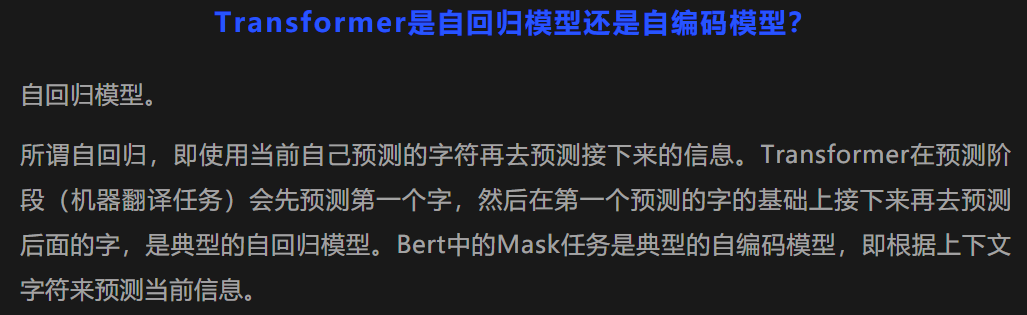 Transformer是自回归模型还是自编码模型？
自回归模型。
所谓自回归，即使用当前自己预测的字符再去预测接下来的信息。Transformer在预测阶
段（机器翻译任务）会先预测第一个字，然后在第一个预测的字的基础上接下来再去预测
后面的字，是典型的自回归模型。Bert中的Mask任务是典型的自编码模型，即根据上下文
字符来预测当前信息。